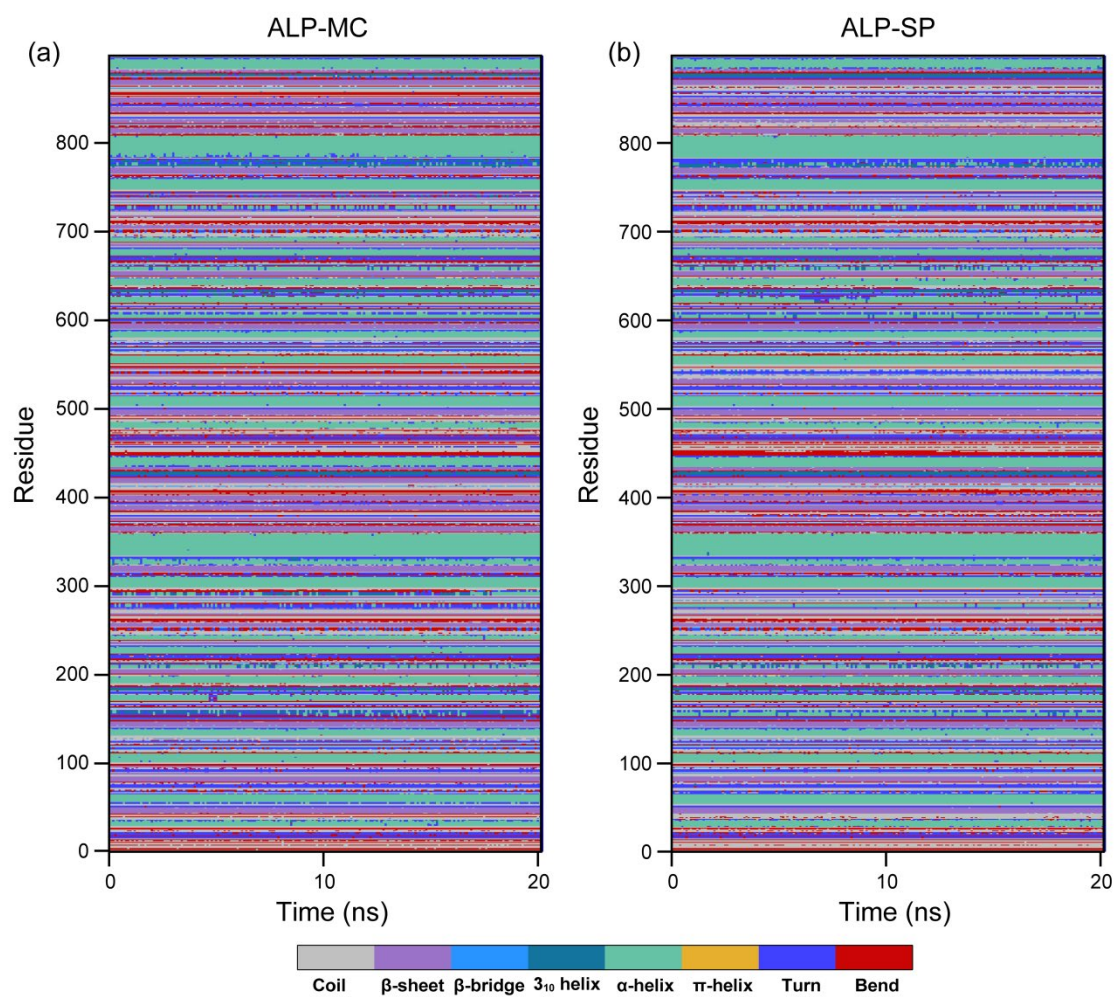 ALP-MC
ALP-SP
(a)
(b)
Residue
800
700
600
500
400
300
200
100
0
0 10 20
Time (ns)
Residue
800
700
600
500
400
300
200
100
0
0 10 20
Time (ns)
Coil β-sheet β-bridge 3₁₀ helix α-helix π-helix Turn Bend